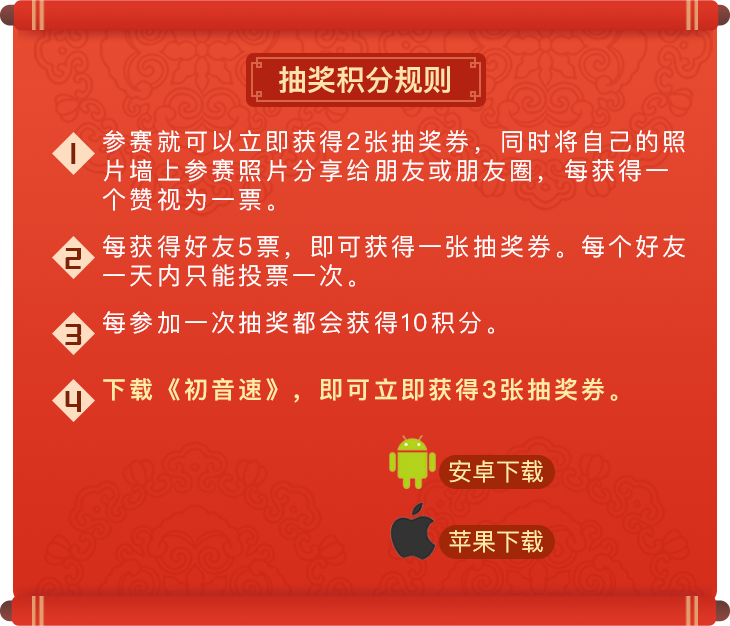 抽奖积分规则
1 参赛就可以立即获得2张抽奖券，同时将自己的照
片墙上参赛照片分享给朋友或朋友圈，每获得一
个赞视为一票。
2 每获得好友5票，即可获得一张抽奖券。每个好友
一天内只能投票一次。
3 每参加一次抽奖都会获得10积分。
4 下载《初音速》，即可立即获得3张抽奖券。
安卓下载
苹果下载